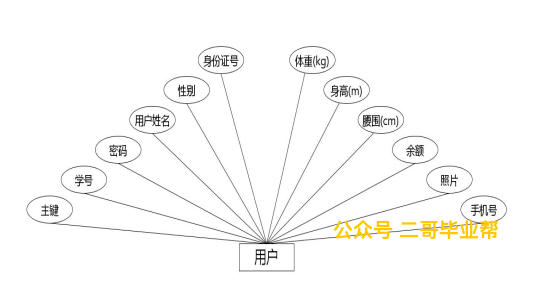 身份证号
体重(kg)
性别
身高(m)
用户姓名
腰围(cm)
密码
余额
学号
照片
主键
手机号
公众号 二哥毕业帮
用户